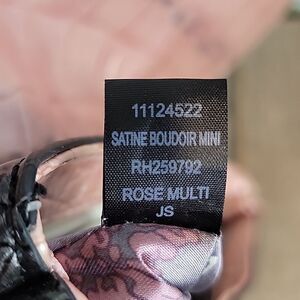 11124522
SATINE BOUDOIR MINI
RH259792
ROSE MULTI
JS